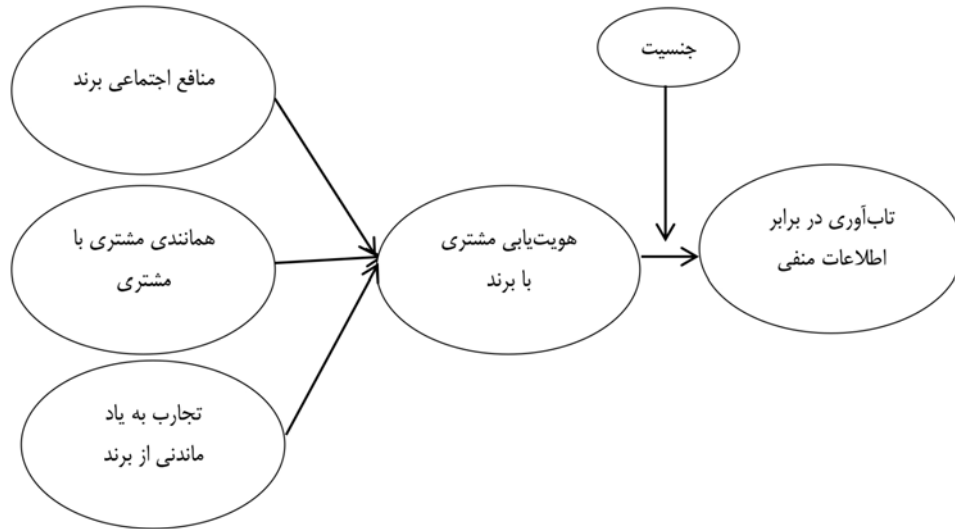 منافع اجتماعی برند
همانندی مشتری با
مشتری
تجارب به یاد
ماندنی از برند
هویت‌یابی مشتری
با برند
جنسیت
تاب‌آوری در برابر
اطلاعات منفی